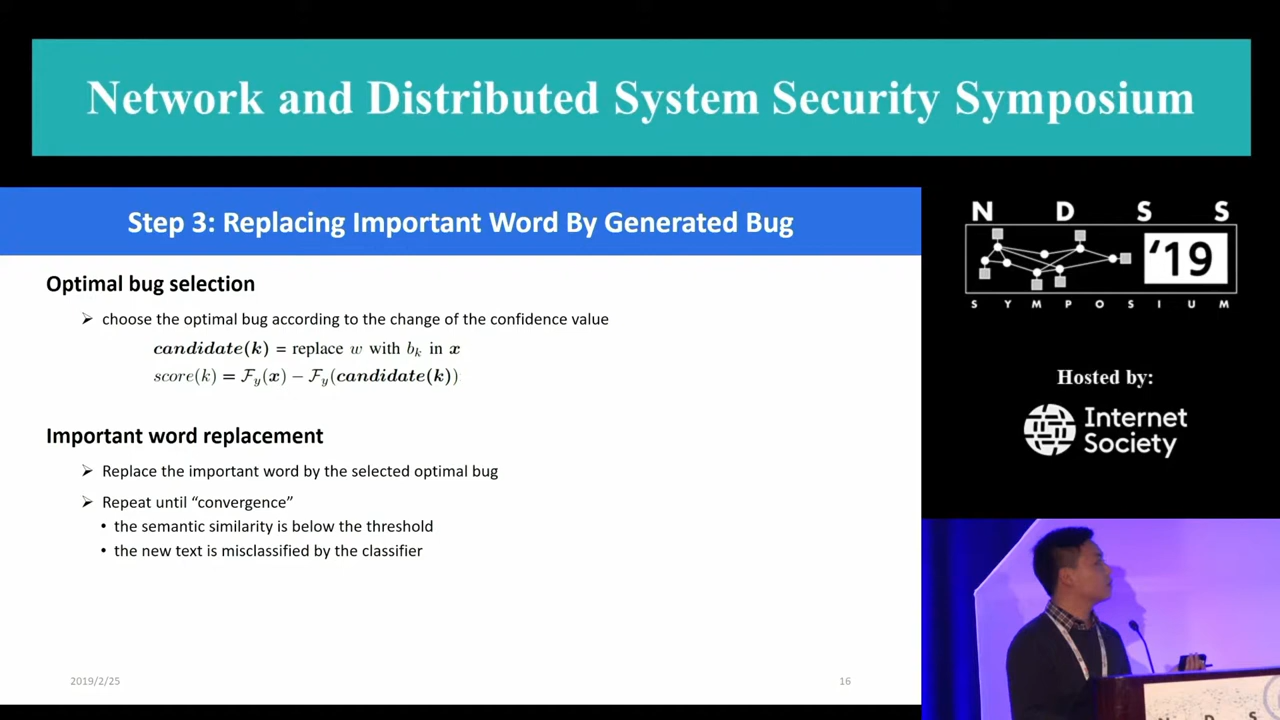 Network and Distributed System Security Symposium
Step 3: Replacing Important Word By Generated Bug
Optimal bug selection
➢ choose the optimal bug according to the change of the confidence value
candidate(k) = replace w with b_k in x
score(k) = F_y(x) − F_y(candidate(k))
Important word replacement
➢ Replace the important word by the selected optimal bug
➢ Repeat until “convergence”
• the semantic similarity is below the threshold
• the new text is misclassified by the classifier
2019/2/25
16
N D S S
‘19
S Y M P O S I U M
Hosted by:
Internet
Society
N D S